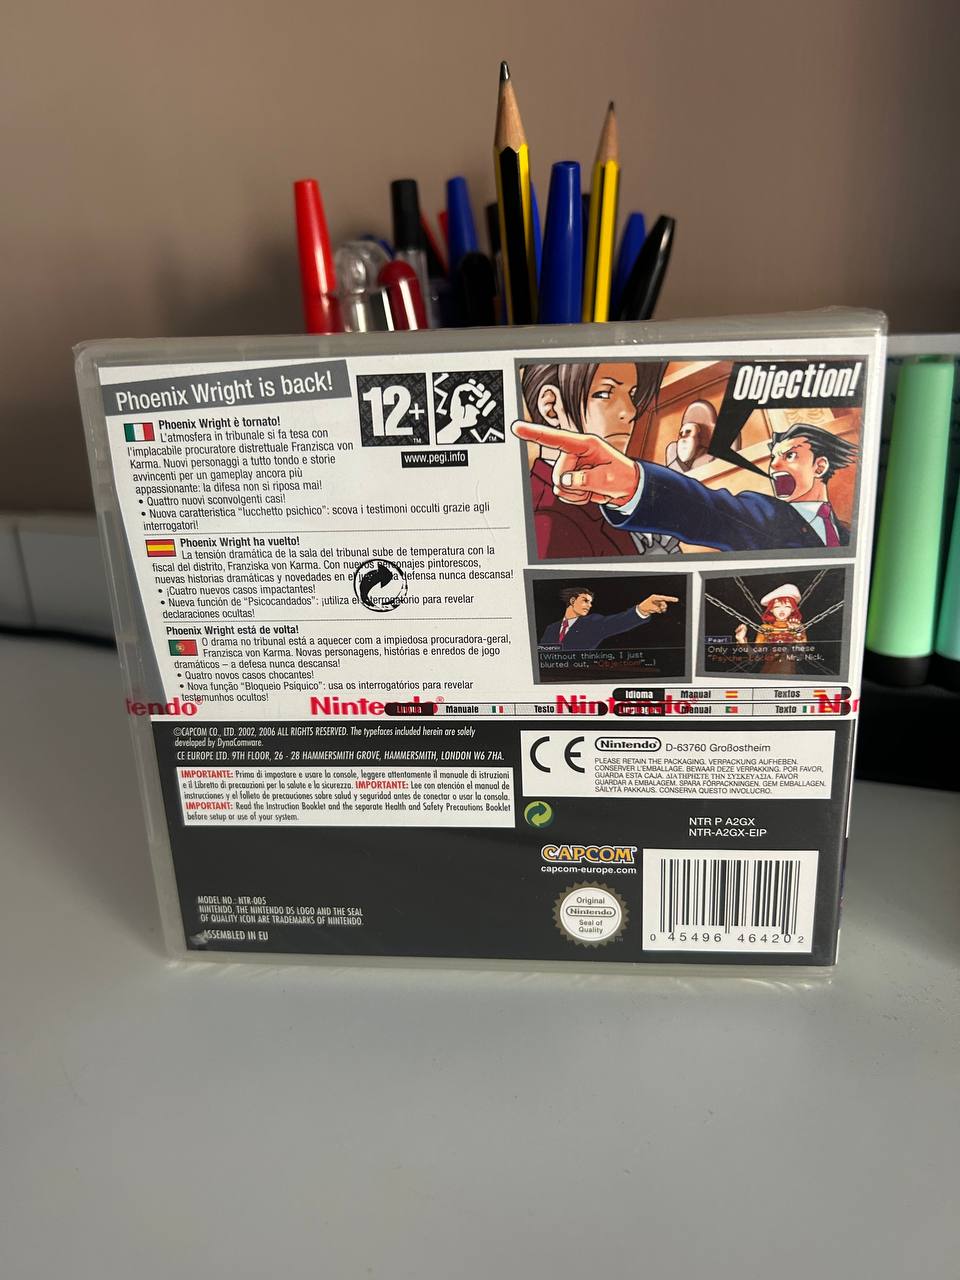 Phoenix Wright is back!
12+
TM
TM
www.pegi.info
Phoenix Wright è tornato!
L'atmosfera in tribunale si fa tesa con
l'implacabile procuratore distrettuale Franzisca von
Karma. Nuovi personaggi a tutto tondo e storie
avvincenti per un gameplay ancora più
appassionante: la difesa non si riposa mai!
• Quattro nuovi sconvolgenti casi!
• Nuova caratteristica "lucchetto psichico": scova i testimoni occulti grazie agli
interrogatori!
Phoenix Wright ha vuelto!
La tensión dramática de la sala del tribunal sube de temperatura con la
fiscal del distrito, Franziska von Karma. Con nuevos personajes pintorescos,
nuevas historias dramáticas y novedades en el defensa nunca descansa!
• ¡Cuatro nuevos casos impactantes!
• Nueva función de "Psicocandados": ¡utiliza el interrogatorio para revelar
declaraciones ocultas!
Phoenix Wright está de volta!
O drama no tribunal está a aquecer com a impiedosa procuradora-geral,
Franzisca von Karma. Novas personagens, histórias e enredos de jogo
dramáticos – a defesa nunca descansa!
• Quatro novos casos chocantes!
• Nova função "Bloqueio Psíquico": usa os interrogatórios para revelar
testemunhos ocultos!
Objection!
Phoenix
(Without thinking, I just
blurted out, "Objection!"...)
Pearl
Only you can see these
"Psyche-Locks", Mr. Nick.
Idioma Manual Textos
Lingua Manuale Testo Linguagem Manual Texto
Nintendo® Nintendo® Nintendo®
©CAPCOM CO., LTD. 2002, 2006 ALL RIGHTS RESERVED. The typefaces included herein are solely
developed by DynaComware.
CE EUROPE LTD. 9TH FLOOR, 26 - 28 HAMMERSMITH GROVE, HAMMERSMITH, LONDON W6 7HA.
IMPORTANTE: Prima di impostare e usare la console, leggere attentamente il manuale di istruzioni
e il Libretto di precauzioni per la salute e la sicurezza. IMPORTANTE: Lee con atención el manual de
instrucciones y el folleto de precauciones sobre salud y seguridad antes de conectar o usar la consola.
IMPORTANT: Read the Instruction Booklet and the separate Health and Safety Precautions Booklet
before setup or use of your system.
CE Nintendo D-63760 Großostheim
PLEASE RETAIN THE PACKAGING. VERPACKUNG AUFHEBEN.
CONSERVER L'EMBALLAGE. BEWAAR DEZE VERPAKKING. POR FAVOR,
GUARDA ESTA CAJA. ΔΙΑΤΗΡΗΣΤΕ ΤΗΝ ΣΥΣΚΕΥΑΣΙΑ. FAVOR
GUARDAR A EMBALAGEM. SPARA FÖRPACKNINGEN. GEM EMBALLAGEN.
SÄILYTÄ PAKKAUS. CONSERVA QUESTO INVOLUCRO.
NTR P A2GX
NTR-A2GX-EIP
CAPCOM
capcom-europe.com
Original
Nintendo
Seal of
Quality
TM
0 45496 46420 2
MODEL NO.: NTR-005
NINTENDO, THE NINTENDO DS LOGO AND THE SEAL
OF QUALITY ICON ARE TRADEMARKS OF NINTENDO.
ASSEMBLED IN EU